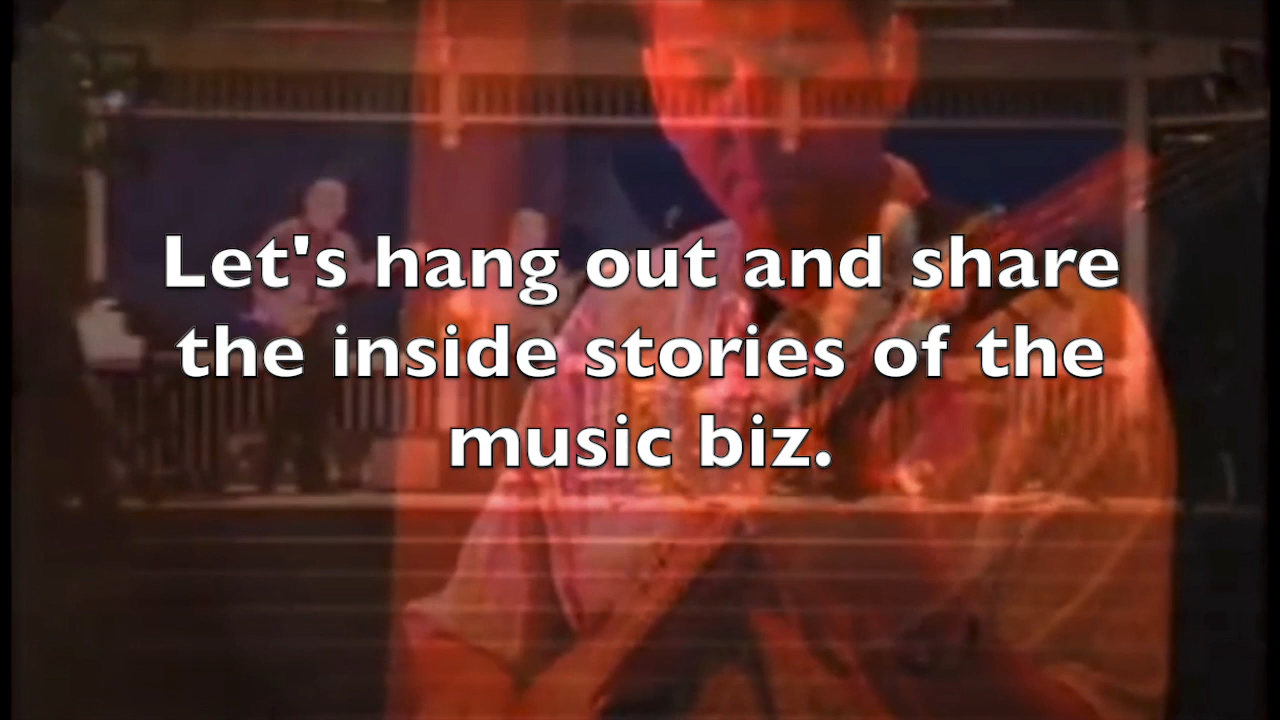 Let's hang out and share
the inside stories of the
music biz.